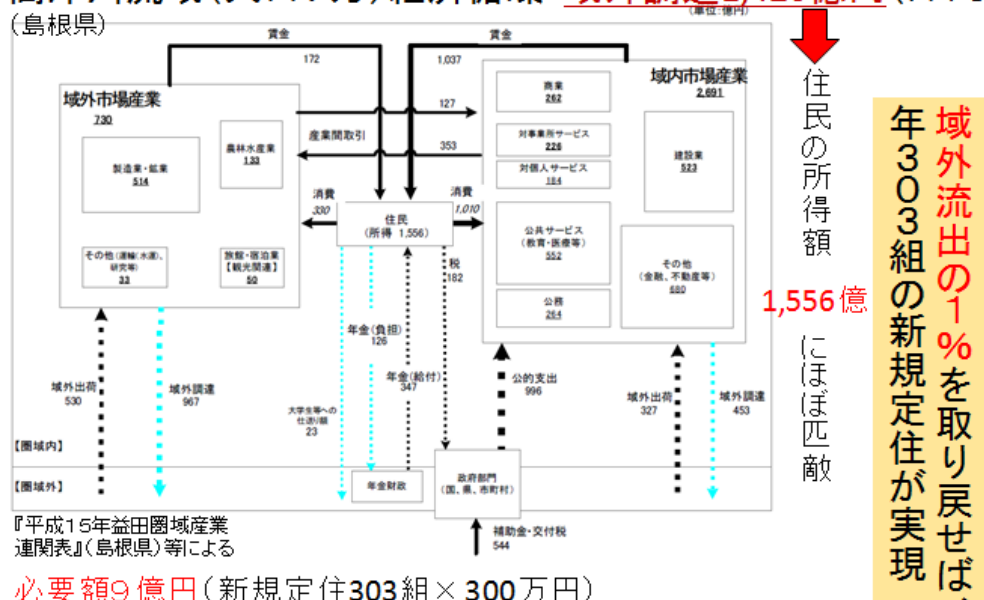 (島根県)
(単位:億円)
賃金
172
賃金
1,037
域外市場産業
730
製造業・鉱業
514
農林水産業
133
その他(運輸(水運)、
研究等)
33
旅館・宿泊業
【観光関連】
50
127
産業間取引
353
消費
330
消費
1,010
住民
(所得 1,556)
域内市場産業
2,691
商業
262
対事業所サービス
226
対個人サービス
184
公共サービス
(教育・医療等)
552
公務
264
建設業
523
その他
(金融、不動産等)
680
税
182
年金(負担)
126
年金(給付)
347
大学生等への
仕送り額
23
域外出荷
530
域外調達
967
公的支出
996
域外出荷
327
域外調達
453
【圏域内】
【圏域外】
年金財政
政府部門
(国、県、市町村)
補助金・交付税
544
『平成15年益田圏域産業
連関表』(島根県)等による
必要額9億円(新規定住303組×300万円)
住民の所得額
1,556億
にほぼ匹敵
域外流出の1%を取り戻せば、
年303組の新規定住が実現